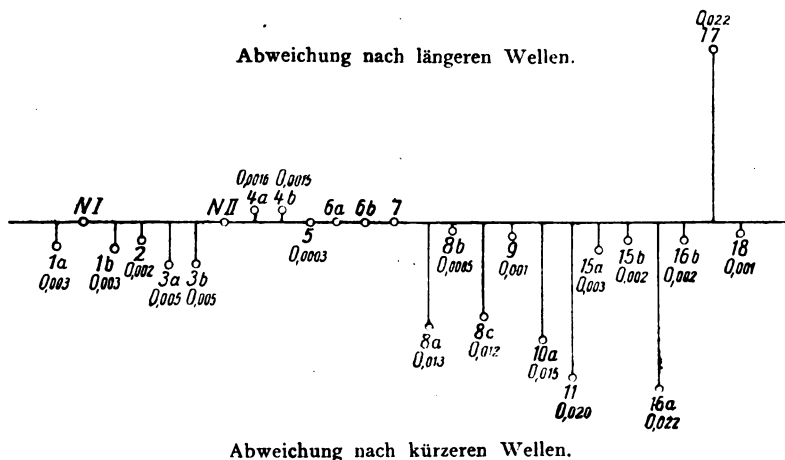 0,022
17
Abweichung nach längeren Wellen.
0,0016 0,0015
4a 4b
N I N II 6a 6b 7
1a
0,003
1b
0,003
2
0,002
3a
0,005
3b
0,005
5
0,0003
8a
0,013
8b
0,0005
8c
0,012
9
0,001
10a
0,015
11
0,020
15a
0,003
15b
0,002
16a
0,022
16b
0,002
18
0,001
Abweichung nach kürzeren Wellen.